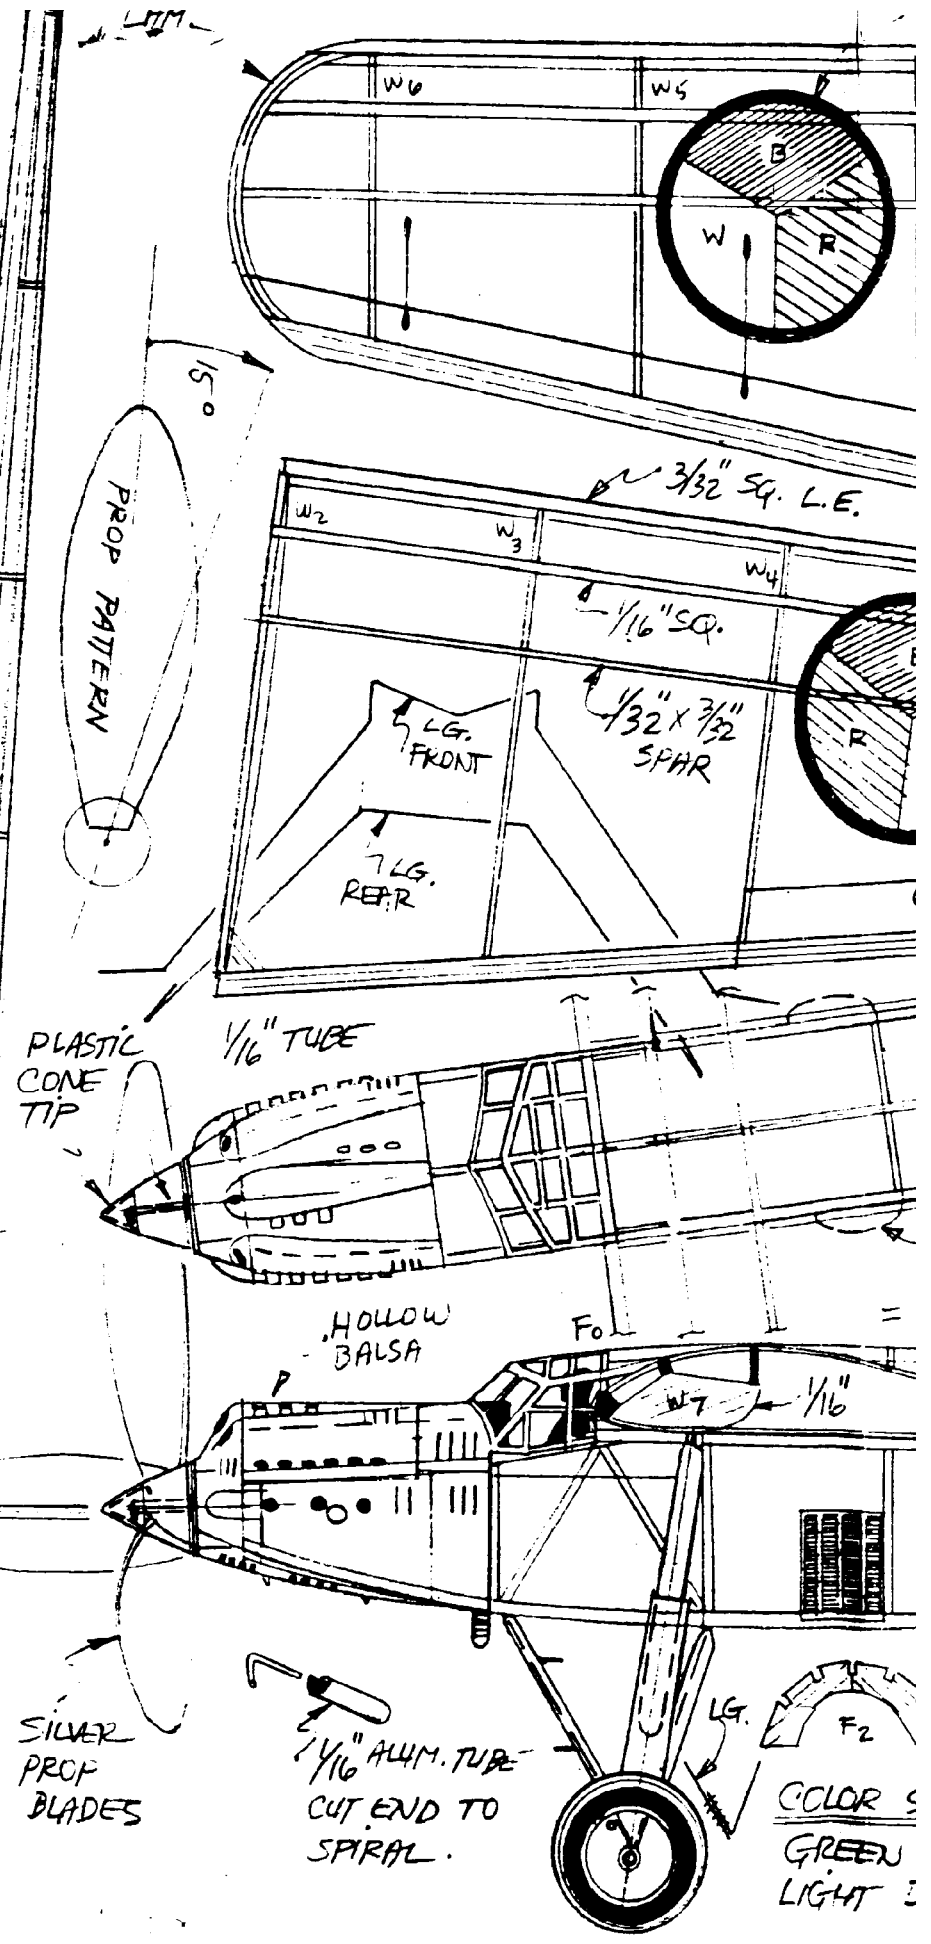 W6
W5
B
W
R
15°
PROP PATTERN
3/32" SQ. L.E.
W2
W3
W4
1/16" SQ.
R
1/32" X 3/32"
SPAR
LG.
FRONT
LG.
REAR
PLASTIC
CONE
TIP
1/16" TUBE
HOLLOW
BALSA
F0
W7
1/16"
SILVER
PROP
BLADES
1/16" ALUM. TUBE
CUT END TO
SPIRAL.
LG.
F2
COLOR
GREEN
LIGHT